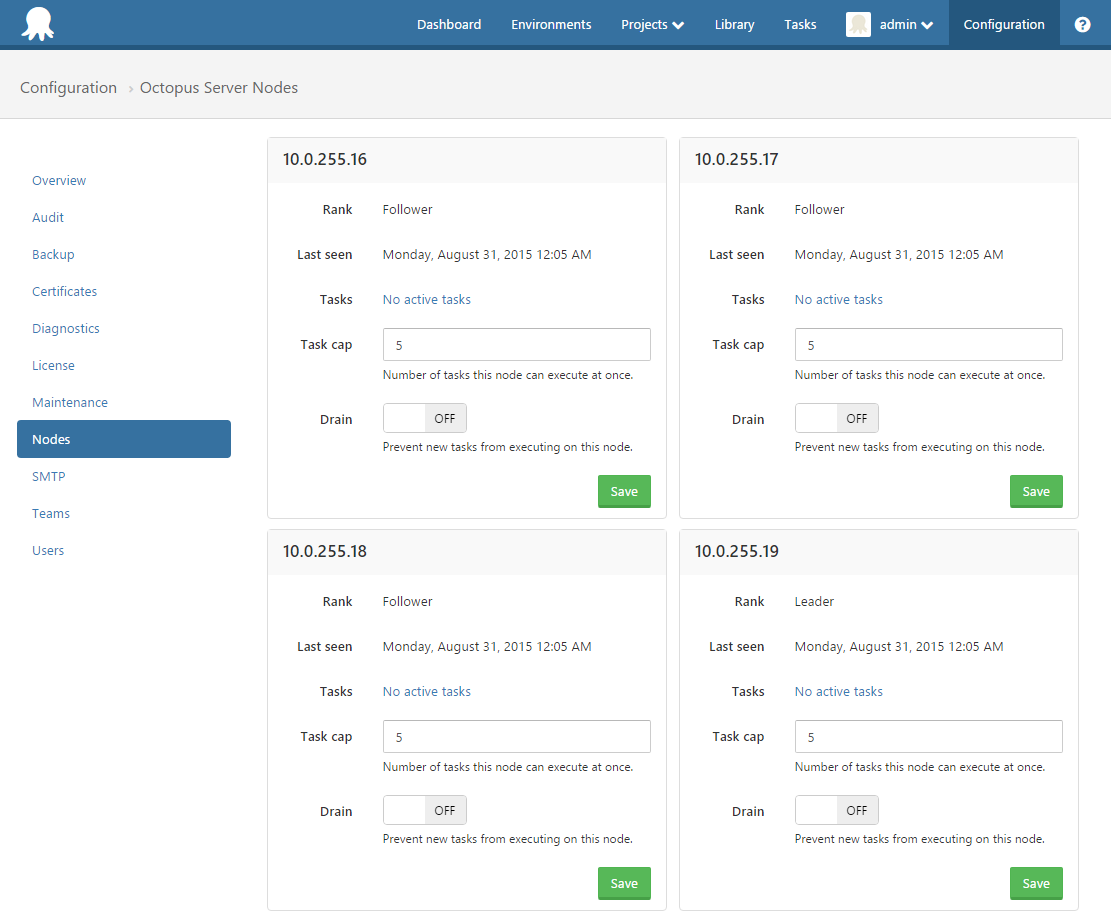 Dashboard Environments Projects Library Tasks admin Configuration ?
Configuration › Octopus Server Nodes
Overview
Audit
Backup
Certificates
Diagnostics
License
Maintenance
Nodes
SMTP
Teams
Users
10.0.255.16
Rank Follower
Last seen Monday, August 31, 2015 12:05 AM
Tasks No active tasks
Task cap 5
Number of tasks this node can execute at once.
Drain OFF
Prevent new tasks from executing on this node.
Save
10.0.255.17
Rank Follower
Last seen Monday, August 31, 2015 12:05 AM
Tasks No active tasks
Task cap 5
Number of tasks this node can execute at once.
Drain OFF
Prevent new tasks from executing on this node.
Save
10.0.255.18
Rank Follower
Last seen Monday, August 31, 2015 12:05 AM
Tasks No active tasks
Task cap 5
Number of tasks this node can execute at once.
Drain OFF
Prevent new tasks from executing on this node.
Save
10.0.255.19
Rank Leader
Last seen Monday, August 31, 2015 12:05 AM
Tasks No active tasks
Task cap 5
Number of tasks this node can execute at once.
Drain OFF
Prevent new tasks from executing on this node.
Save